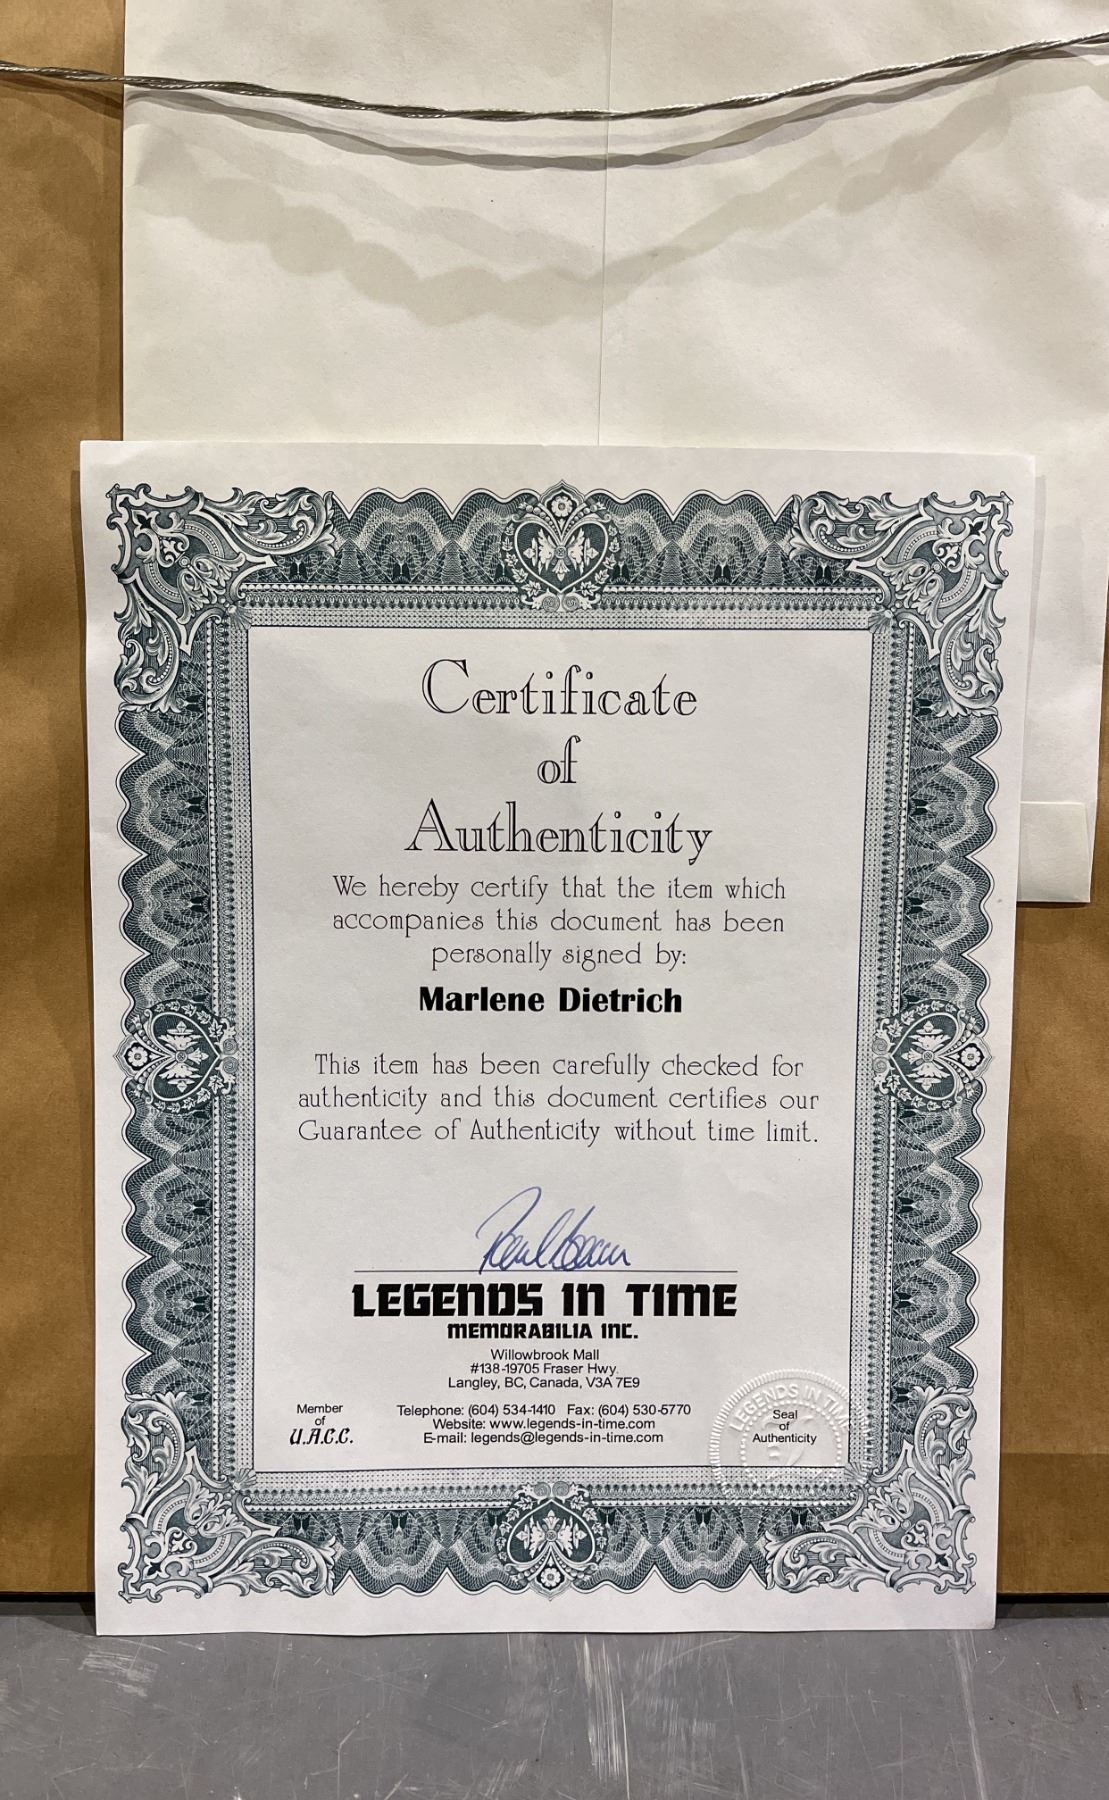 Certificate
of
Authenticity
We hereby certify that the item which
accompanies this document has been
personally signed by:
Marlene Dietrich
This item has been carefully checked for
authenticity and this document certifies our
Guarantee of Authenticity without time limit.
LEGENDS IN TIME
MEMORABILIA INC.
Willowbrook Mall
#138-19705 Fraser Hwy.
Langley, BC, Canada, V3A 7E9
Member
of
U.A.C.C.
Telephone: (604) 534-1410 Fax: (604) 530-5770
Website: www.legends-in-time.com
E-mail: legends@legends-in-time.com
LEGENDS IN TIME
Seal
of
Authenticity